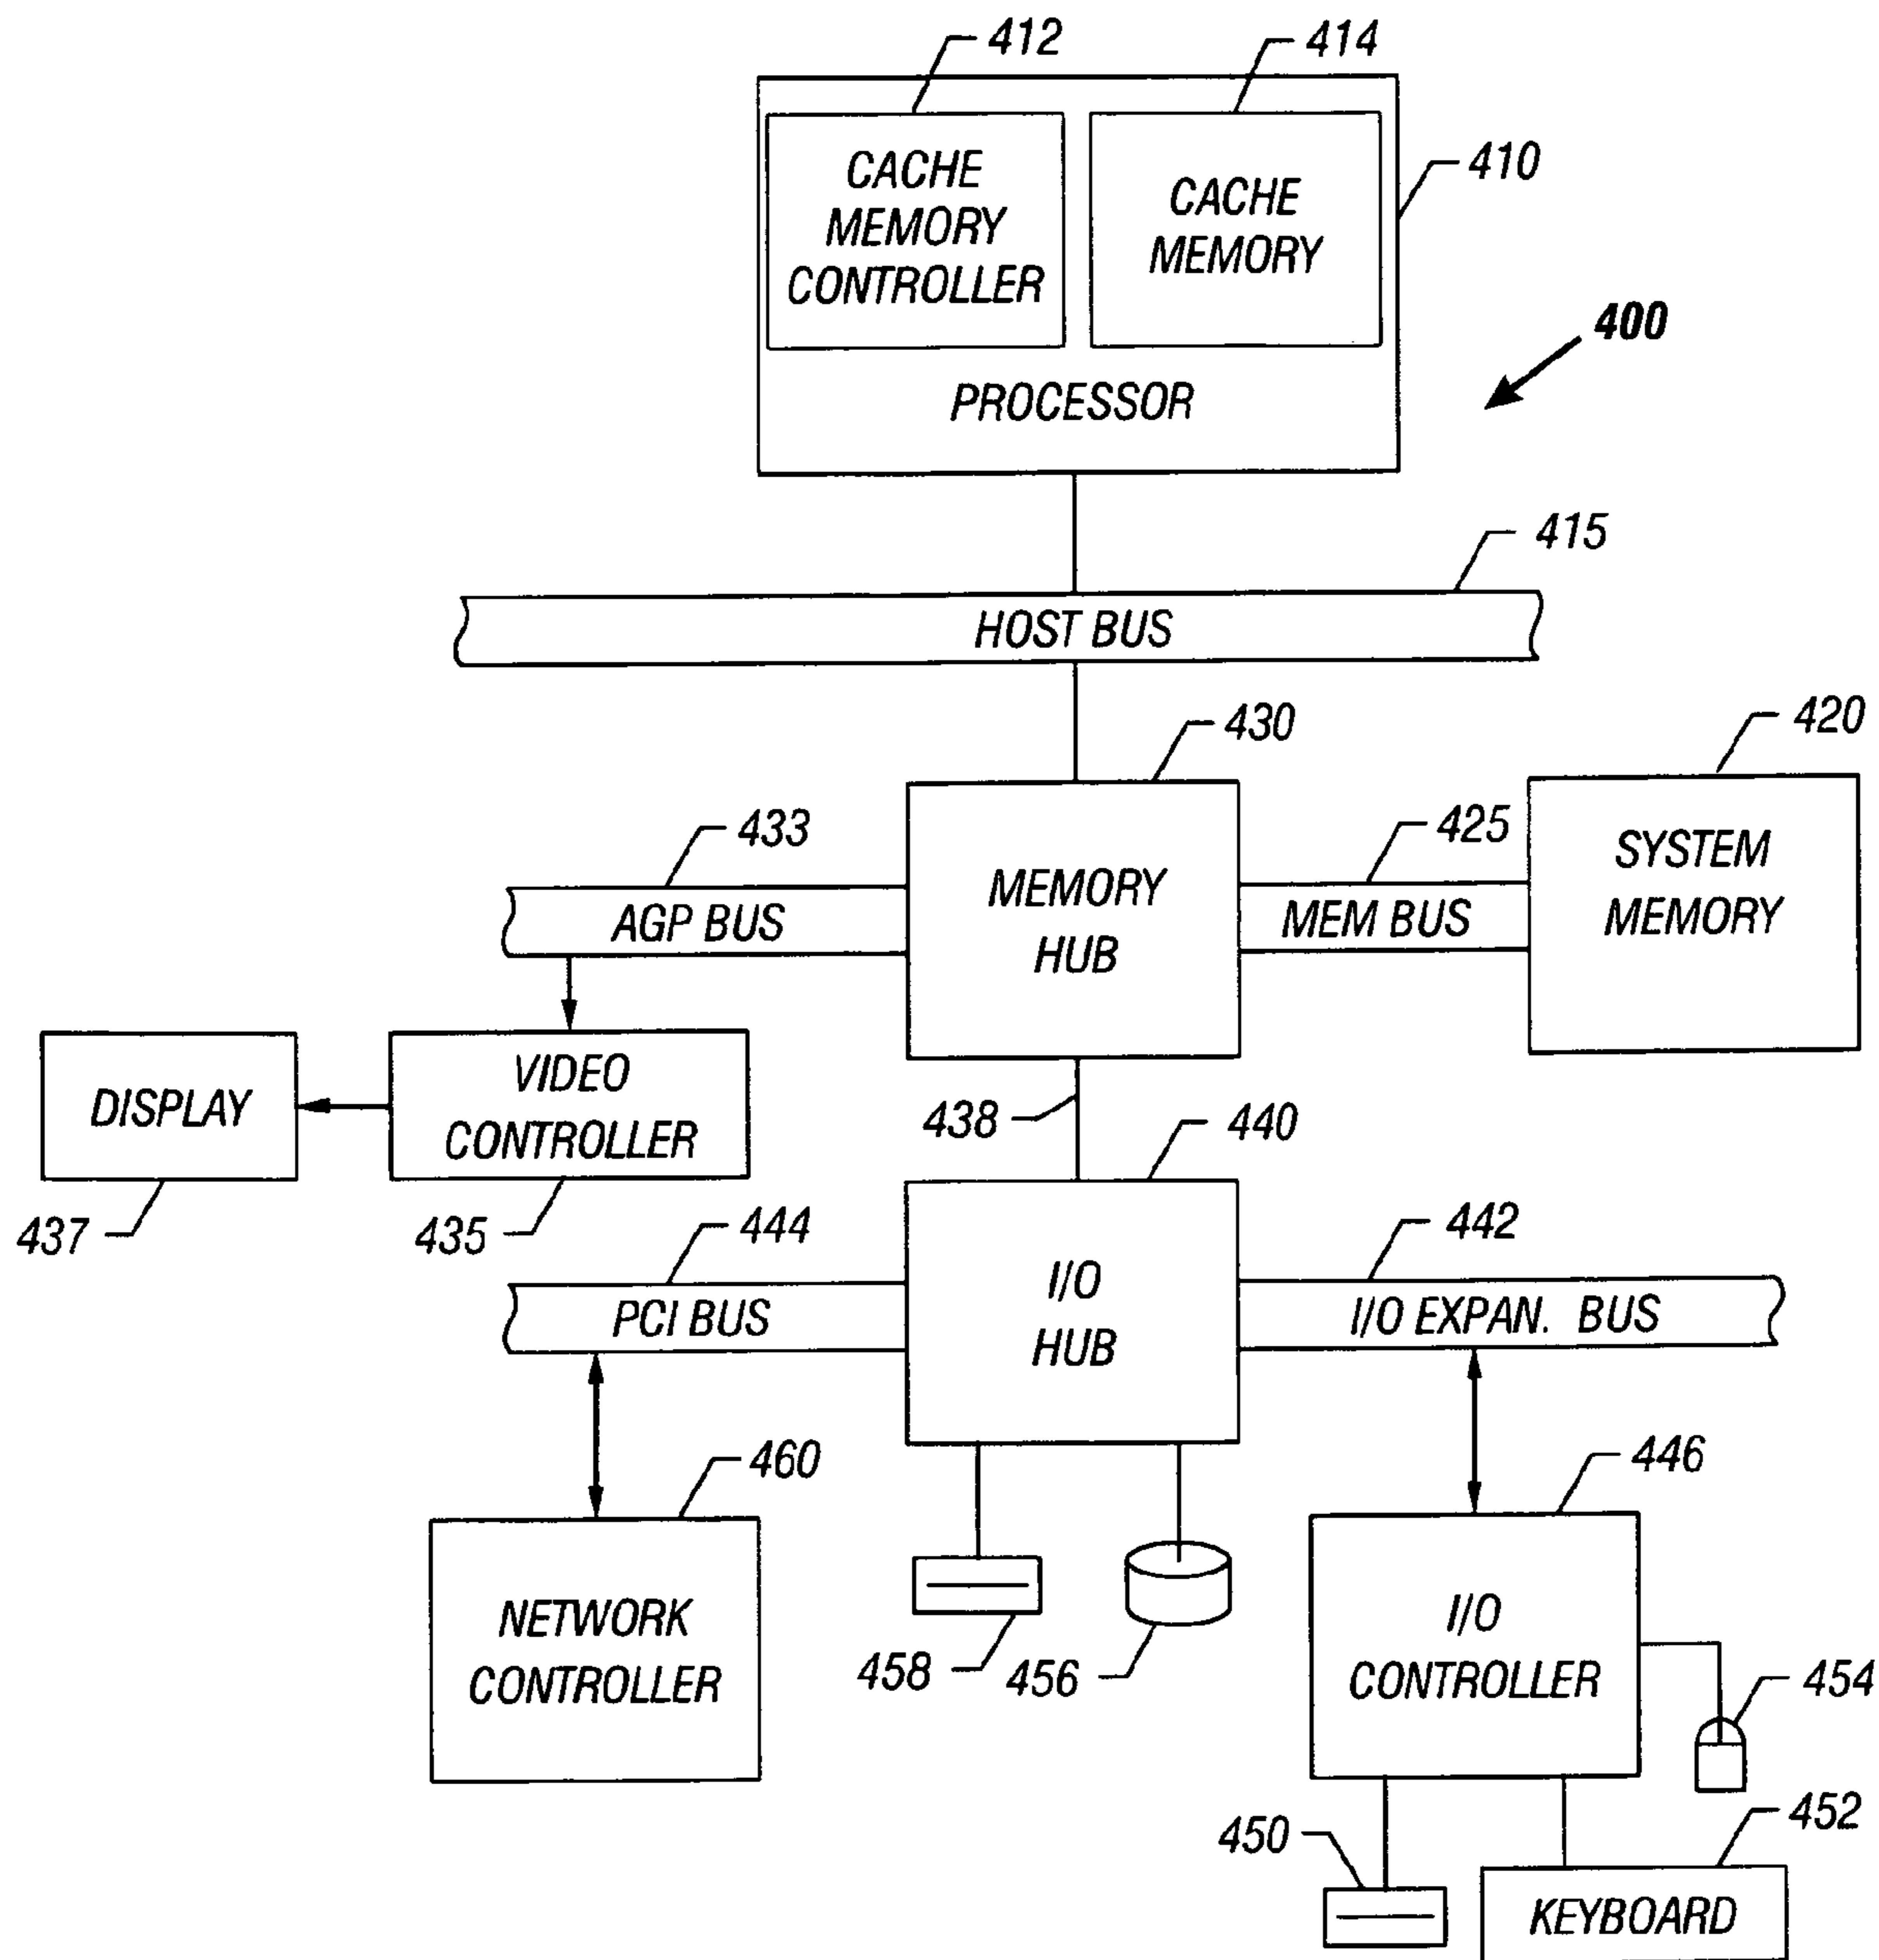 412
414
CACHE
MEMORY
CONTROLLER
CACHE
MEMORY
410
PROCESSOR
400
415
HOST BUS
430
420
433
425
AGP BUS
MEMORY
HUB
MEM BUS
SYSTEM
MEMORY
DISPLAY
VIDEO
CONTROLLER
438
440
437
435
444
442
PCI BUS
I/O
HUB
I/O EXPAN. BUS
460
446
NETWORK
CONTROLLER
458
456
I/O
CONTROLLER
454
450
452
KEYBOARD